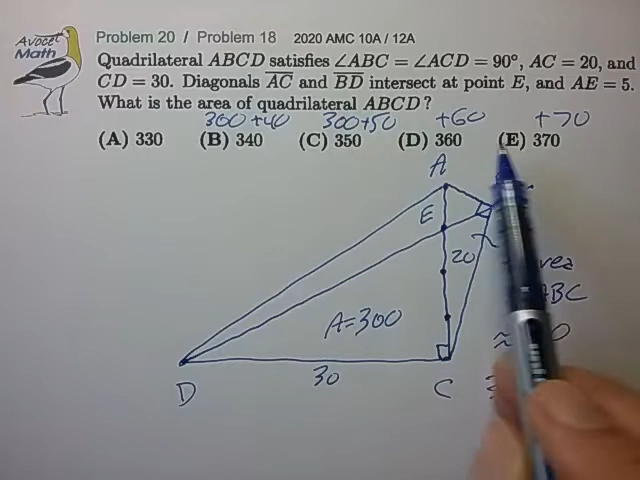 Avocet
Math
Problem 20 / Problem 18 2020 AMC 10A / 12A
Quadrilateral ABCD satisfies ∠ABC = ∠ACD = 90°, AC = 20, and
CD = 30. Diagonals AC and BD intersect at point E, and AE = 5.
What is the area of quadrilateral ABCD?
300+40 300+50 +60 +70
(A) 330 (B) 340 (C) 350 (D) 360 (E) 370
A
E
20
ABC
A=300
30
D C